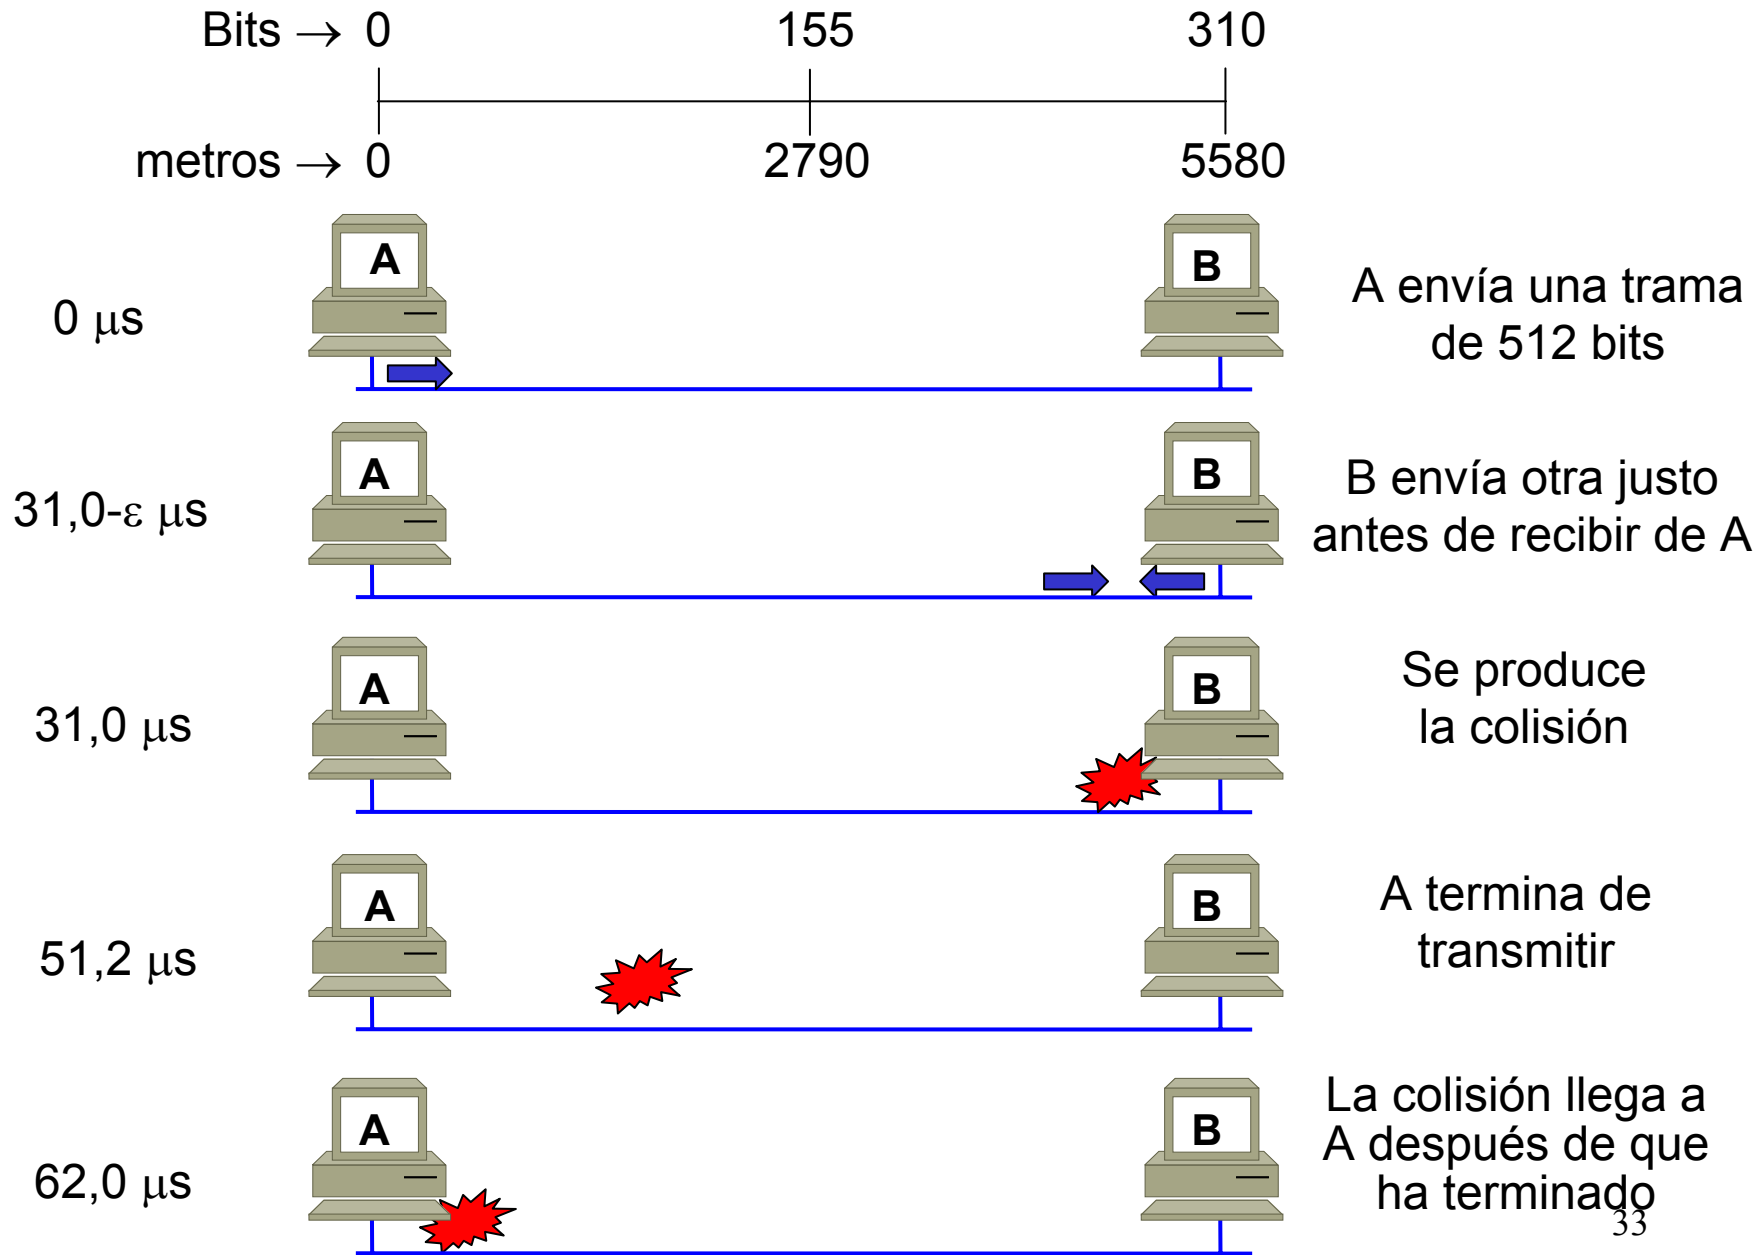 Bits → 0 155 310
metros → 0 2790 5580
A B
0 μs
A envía una trama
de 512 bits
A B
31,0-ε μs
B envía otra justo
antes de recibir de A
A B
31,0 μs
Se produce
la colisión
A B
51,2 μs
A termina de
transmitir
A B
62,0 μs
La colisión llega a
A después de que
ha terminado
33